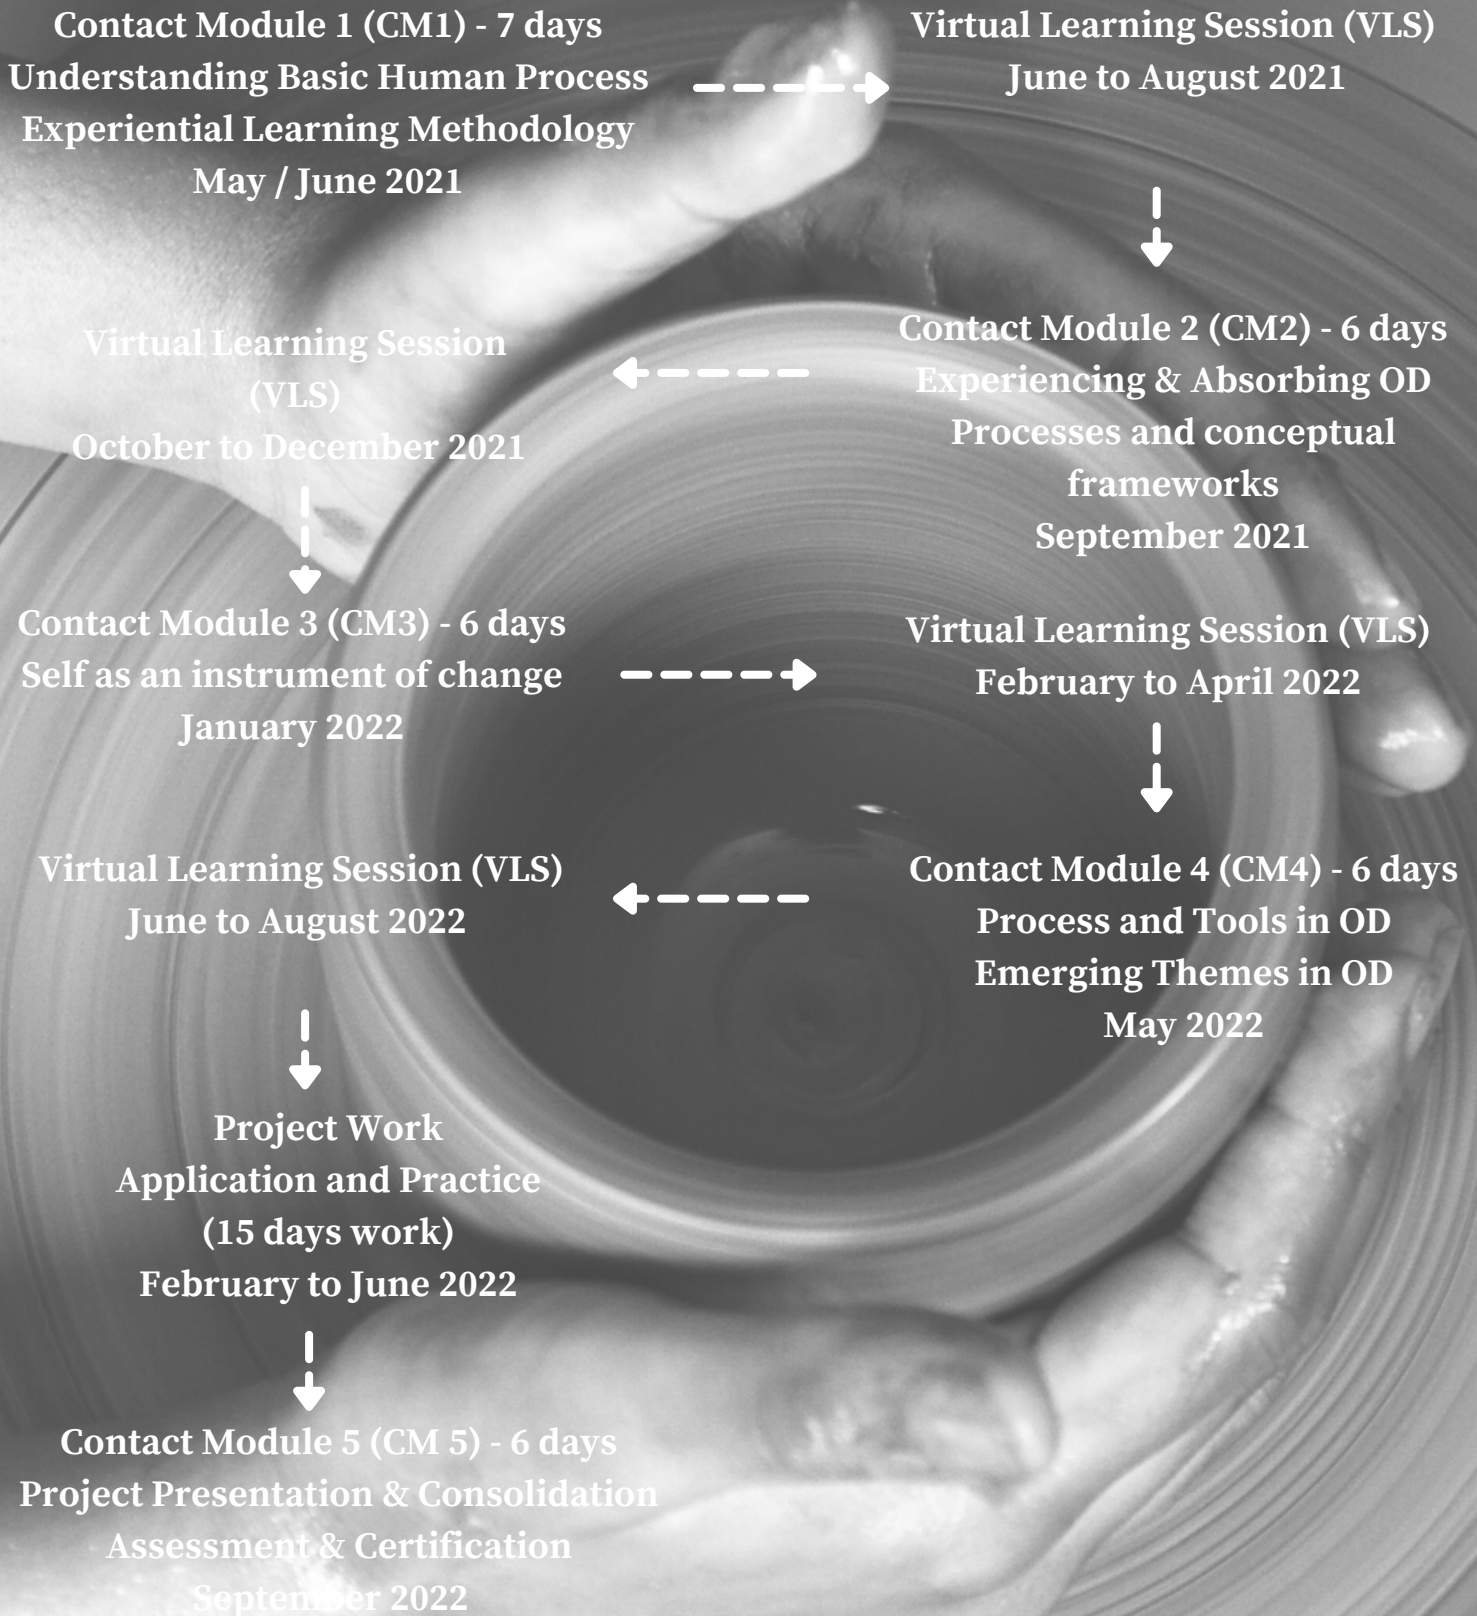 Contact Module 1 (CM1) - 7 days
Understanding Basic Human Process
Experiential Learning Methodology
May / June 2021
Virtual Learning Session (VLS)
June to August 2021
Contact Module 2 (CM2) - 6 days
Experiencing & Absorbing OD
Processes and conceptual
frameworks
September 2021
Virtual Learning Session
(VLS)
October to December 2021
Contact Module 3 (CM3) - 6 days
Self as an instrument of change
January 2022
Virtual Learning Session (VLS)
February to April 2022
Contact Module 4 (CM4) - 6 days
Process and Tools in OD
Emerging Themes in OD
May 2022
Virtual Learning Session (VLS)
June to August 2022
Project Work
Application and Practice
(15 days work)
February to June 2022
Contact Module 5 (CM 5) - 6 days
Project Presentation & Consolidation
Assessment & Certification
September 2022